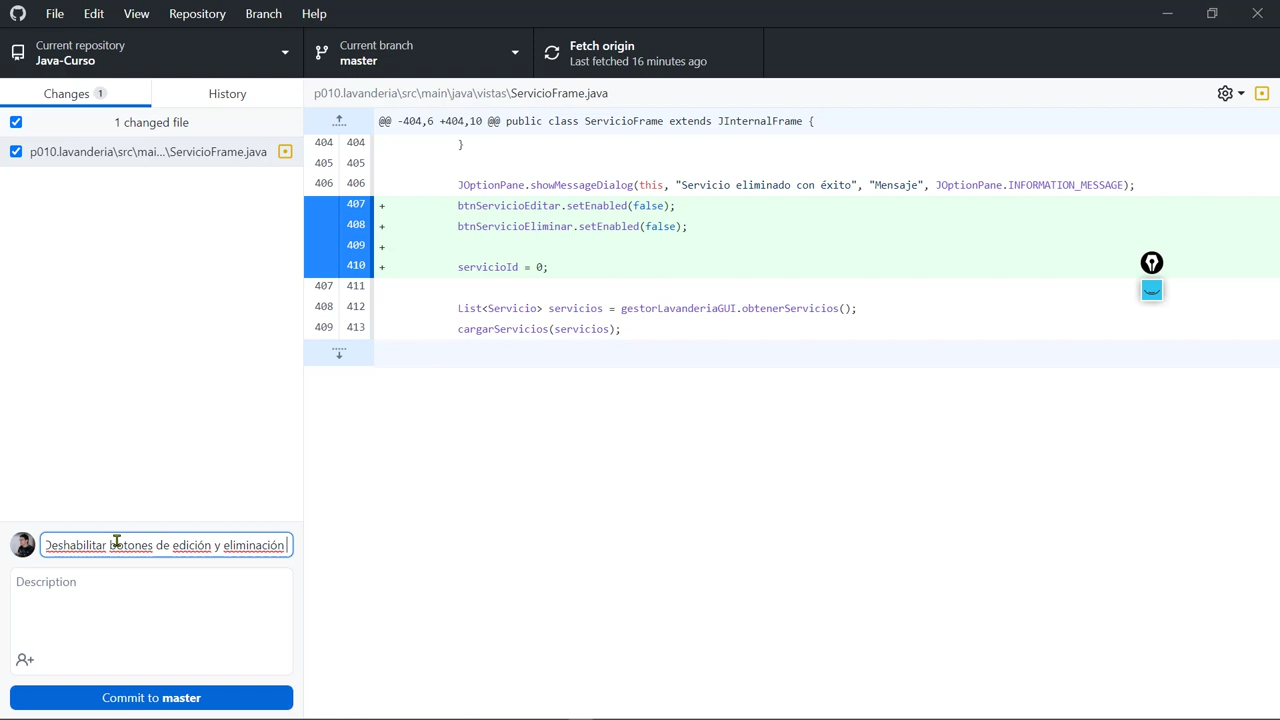 File Edit View Repository Branch Help
Current repository
Java-Curso
Current branch
master
Fetch origin
Last fetched 16 minutes ago
Changes 1
History
p010.lavanderia\src\main\java\vistas\ServicioFrame.java
1 changed file
p010.lavanderia\src\mai...\ServicioFrame.java
@@ -404,6 +404,10 @@ public class ServicioFrame extends JInternalFrame {
404 404 }
405 405
406 406 JOptionPane.showMessageDialog(this, "Servicio eliminado con éxito", "Mensaje", JOptionPane.INFORMATION_MESSAGE);
407 + btnServicioEditar.setEnabled(false);
408 + btnServicioEliminar.setEnabled(false);
409 +
410 + servicioId = 0;
407 411
408 412 List<Servicio> servicios = gestorLavanderiaGUI.obtenerServicios();
409 413 cargarServicios(servicios);
Deshabilitar botones de edición y eliminación
Description
Commit to master